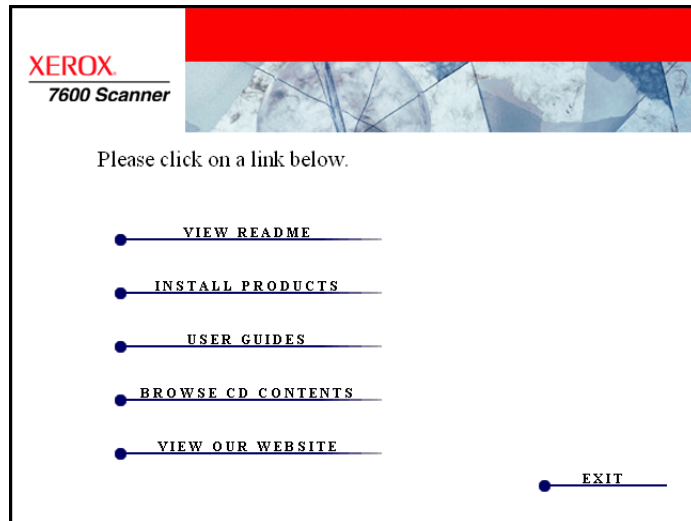 XEROX.
7600 Scanner
Please click on a link below.
VIEW README
INSTALL PRODUCTS
USER GUIDES
BROWSE CD CONTENTS
VIEW OUR WEBSITE
EXIT